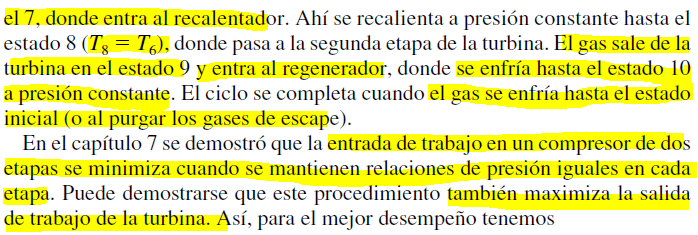 el 7, donde entra al recalentador. Ahí se recalienta a presión constante hasta el
estado 8 (T8 = T6), donde pasa a la segunda etapa de la turbina. El gas sale de la
turbina en el estado 9 y entra al regenerador, donde se enfría hasta el estado 10
a presión constante. El ciclo se completa cuando el gas se enfría hasta el estado
inicial (o al purgar los gases de escape).
En el capítulo 7 se demostró que la entrada de trabajo en un compresor de dos
etapas se minimiza cuando se mantienen relaciones de presión iguales en cada
etapa. Puede demostrarse que este procedimiento también maximiza la salida
de trabajo de la turbina. Así, para el mejor desempeño tenemos